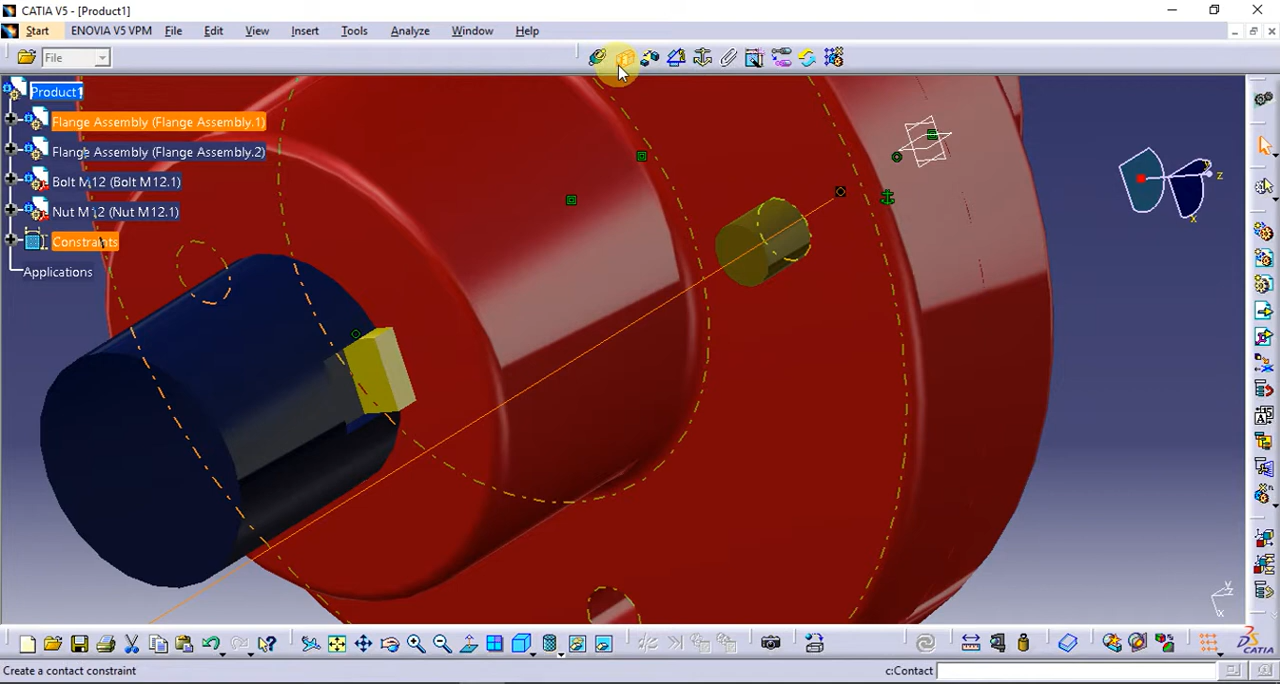 CATIA V5 - [Product1]
Start ENOVIA V5 VPM File Edit View Insert Tools Analyze Window Help
File
Product1
Flange Assembly (Flange Assembly.1)
Flange Assembly (Flange Assembly.2)
Bolt M12 (Bolt M12.1)
Nut M12 (Nut M12.1)
Constraints
Applications
z
x
y
z
x
CATIA
Create a contact constraint
c:Contact